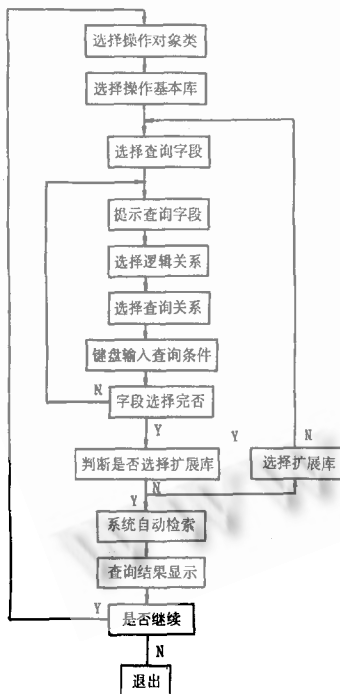 选择操作对象类
选择操作基本库
选择查询字段
提示查询字段
选择逻辑关系
选择查询关系
键盘输入查询条件
N
字段选择完否
Y
Y
N
判断是否选择扩展库
选择扩展库
Y
N
系统自动检索
查询结果显示
Y
是否继续
N
退出